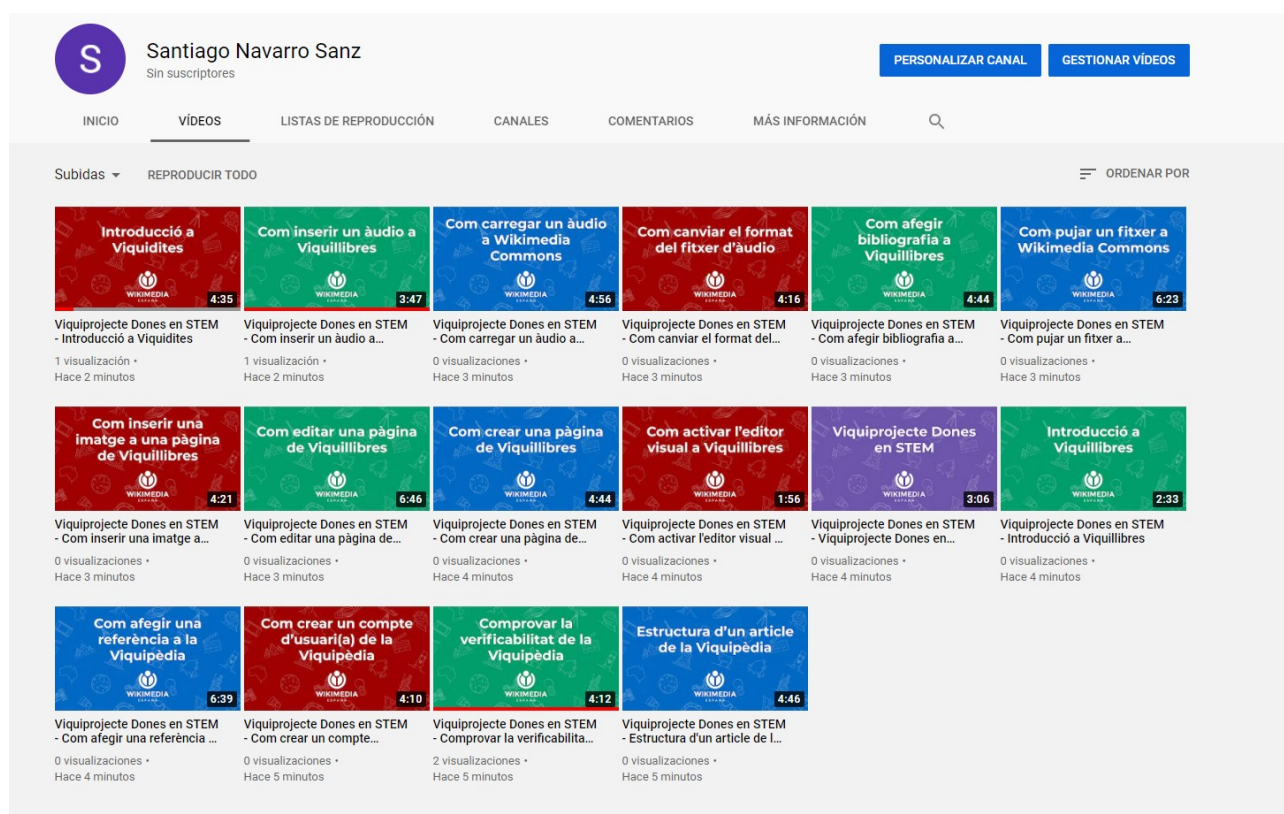 S
Santiago Navarro Sanz
Sin suscriptores
PERSONALIZAR CANAL
GESTIONAR VÍDEOS
INICIO
VÍDEOS
LISTAS DE REPRODUCCIÓN
CANALES
COMENTARIOS
MÁS INFORMACIÓN
Subidas
REPRODUCIR TODO
ORDENAR POR
Introducció a
Viquidites
WIKIMEDIA
ESPAÑA
4:35
Viquiprojecte Dones en STEM
- Introducció a Viquidites
1 visualización •
Hace 2 minutos
Com inserir un àudio a
Viquillibres
WIKIMEDIA
ESPAÑA
3:47
Viquiprojecte Dones en STEM
- Com inserir un àudio a...
1 visualización •
Hace 2 minutos
Com carregar un àudio
a Wikimedia
Commons
WIKIMEDIA
ESPAÑA
4:56
Viquiprojecte Dones en STEM
- Com carregar un àudio a...
0 visualizaciones •
Hace 3 minutos
Com canviar el format
del fitxer d'àudio
WIKIMEDIA
ESPAÑA
4:16
Viquiprojecte Dones en STEM
- Com canviar el format del...
0 visualizaciones •
Hace 3 minutos
Com afegir
bibliografia a
Viquillibres
WIKIMEDIA
ESPAÑA
4:44
Viquiprojecte Dones en STEM
- Com afegir bibliografia a...
0 visualizaciones •
Hace 3 minutos
Com pujar un fitxer a
Wikimedia Commons
WIKIMEDIA
ESPAÑA
6:23
Viquiprojecte Dones en STEM
- Com pujar un fitxer a...
0 visualizaciones •
Hace 3 minutos
Com inserir una
imatge a una pàgina
de Viquillibres
WIKIMEDIA
ESPAÑA
4:21
Viquiprojecte Dones en STEM
- Com inserir una imatge a...
0 visualizaciones •
Hace 3 minutos
Com editar una pàgina
de Viquillibres
WIKIMEDIA
ESPAÑA
6:46
Viquiprojecte Dones en STEM
- Com editar una pàgina de...
0 visualizaciones •
Hace 3 minutos
Com crear una pàgina
de Viquillibres
WIKIMEDIA
ESPAÑA
4:44
Viquiprojecte Dones en STEM
- Com crear una pàgina de...
0 visualizaciones •
Hace 4 minutos
Com activar l'editor
visual a Viquillibres
WIKIMEDIA
ESPAÑA
1:56
Viquiprojecte Dones en STEM
- Com activar l'editor visual ...
0 visualizaciones •
Hace 4 minutos
Viquiprojecte Dones
en STEM
WIKIMEDIA
ESPAÑA
3:06
Viquiprojecte Dones en STEM
- Viquiprojecte Dones en...
0 visualizaciones •
Hace 4 minutos
Introducció a
Viquillibres
WIKIMEDIA
ESPAÑA
2:33
Viquiprojecte Dones en STEM
- Introducció a Viquillibres
0 visualizaciones •
Hace 4 minutos
Com afegir una
referència a la
Viquipèdia
WIKIMEDIA
ESPAÑA
6:39
Viquiprojecte Dones en STEM
- Com afegir una referència ...
0 visualizaciones •
Hace 4 minutos
Com crear un compte
d'usuari(a) de la
Viquipèdia
WIKIMEDIA
ESPAÑA
4:10
Viquiprojecte Dones en STEM
- Com crear un compte...
0 visualizaciones •
Hace 5 minutos
Comprovar la
verificabilitat de la
Viquipèdia
WIKIMEDIA
ESPAÑA
4:12
Viquiprojecte Dones en STEM
- Comprovar la verificabilita...
2 visualizaciones •
Hace 5 minutos
Estructura d'un article
de la Viquipèdia
WIKIMEDIA
ESPAÑA
4:46
Viquiprojecte Dones en STEM
- Estructura d'un article de l...
0 visualizaciones •
Hace 5 minutos